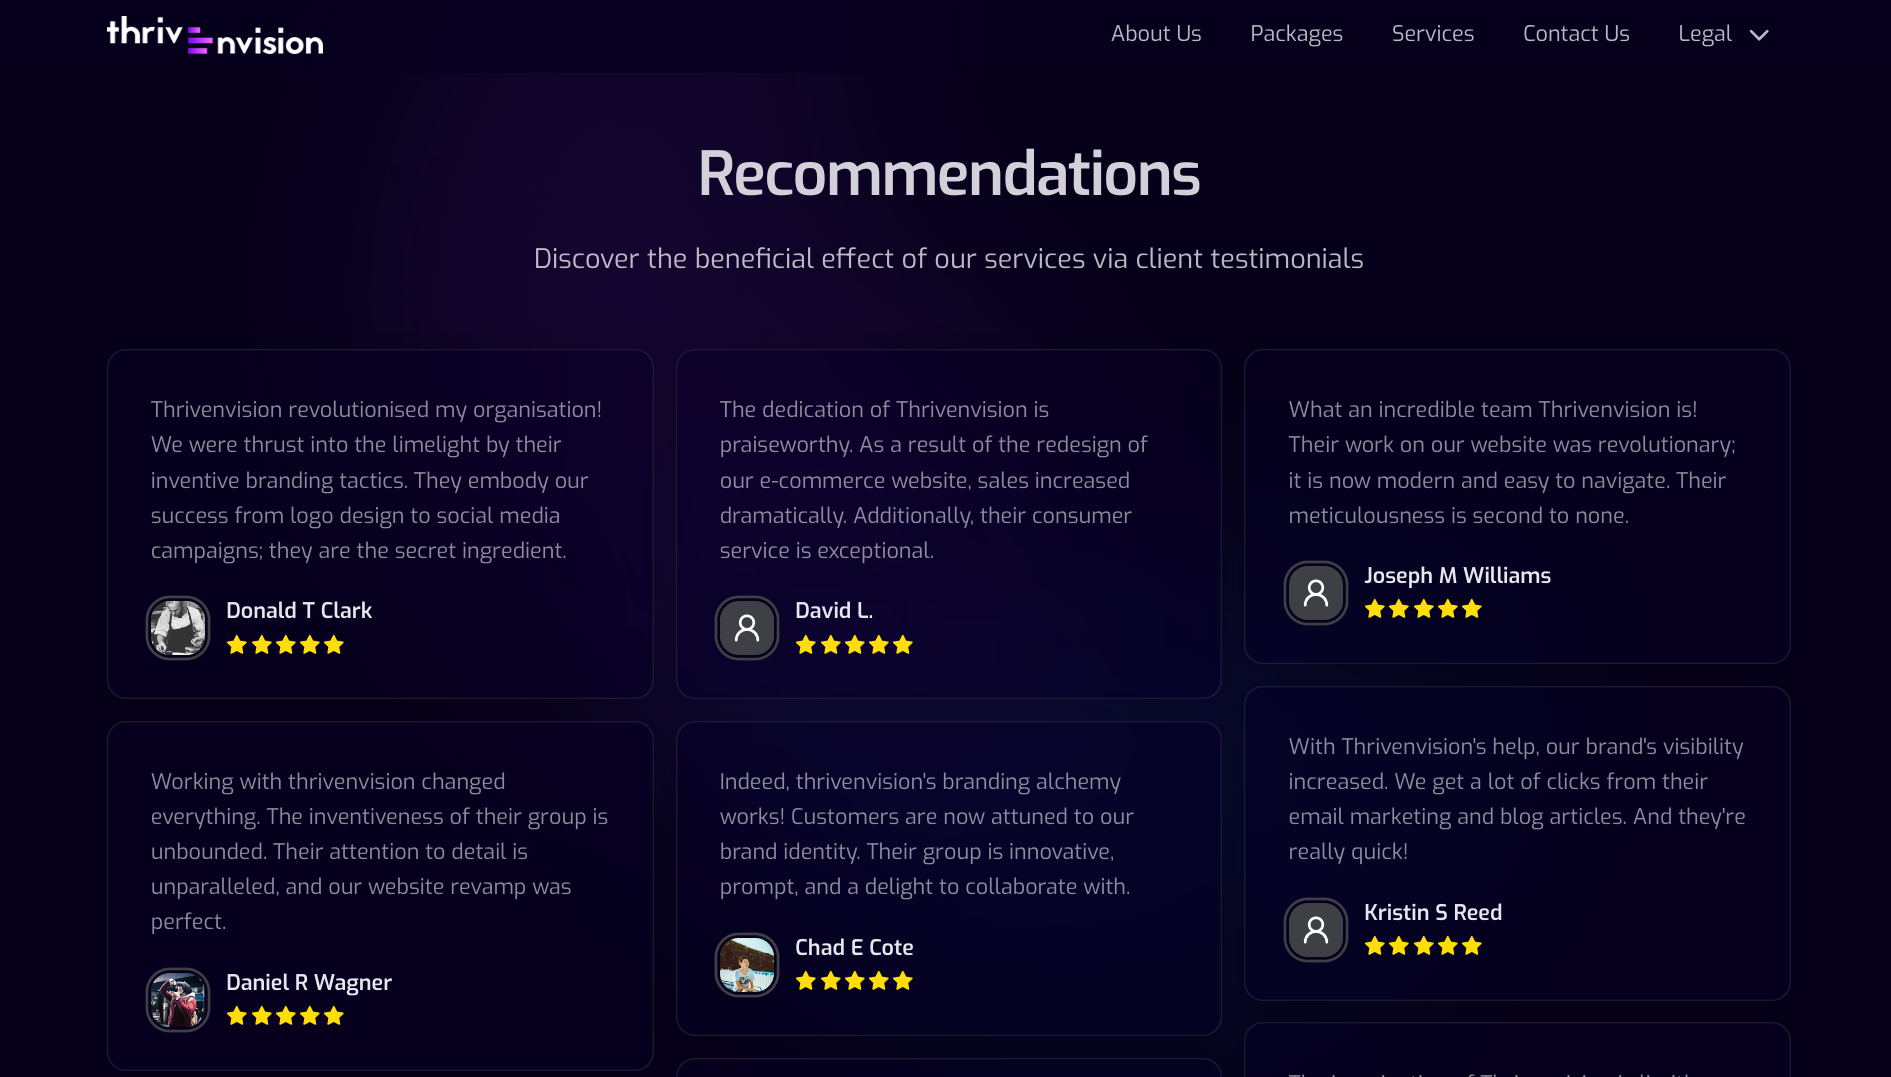 thrivEnvision
About Us
Packages
Services
Contact Us
Legal
Recommendations
Discover the beneficial effect of our services via client testimonials
Thrivenvision revolutionised my organisation!
We were thrust into the limelight by their
inventive branding tactics. They embody our
success from logo design to social media
campaigns; they are the secret ingredient.
Donald T Clark
The dedication of Thrivenvision is
praiseworthy. As a result of the redesign of
our e-commerce website, sales increased
dramatically. Additionally, their consumer
service is exceptional.
David L.
What an incredible team Thrivenvision is!
Their work on our website was revolutionary;
it is now modern and easy to navigate. Their
meticulousness is second to none.
Joseph M Williams
Working with thrivenvision changed
everything. The inventiveness of their group is
unbounded. Their attention to detail is
unparalleled, and our website revamp was
perfect.
Daniel R Wagner
Indeed, thrivenvision's branding alchemy
works! Customers are now attuned to our
brand identity. Their group is innovative,
prompt, and a delight to collaborate with.
Chad E Cote
With Thrivenvision's help, our brand's visibility
increased. We get a lot of clicks from their
email marketing and blog articles. And they're
really quick!
Kristin S Reed